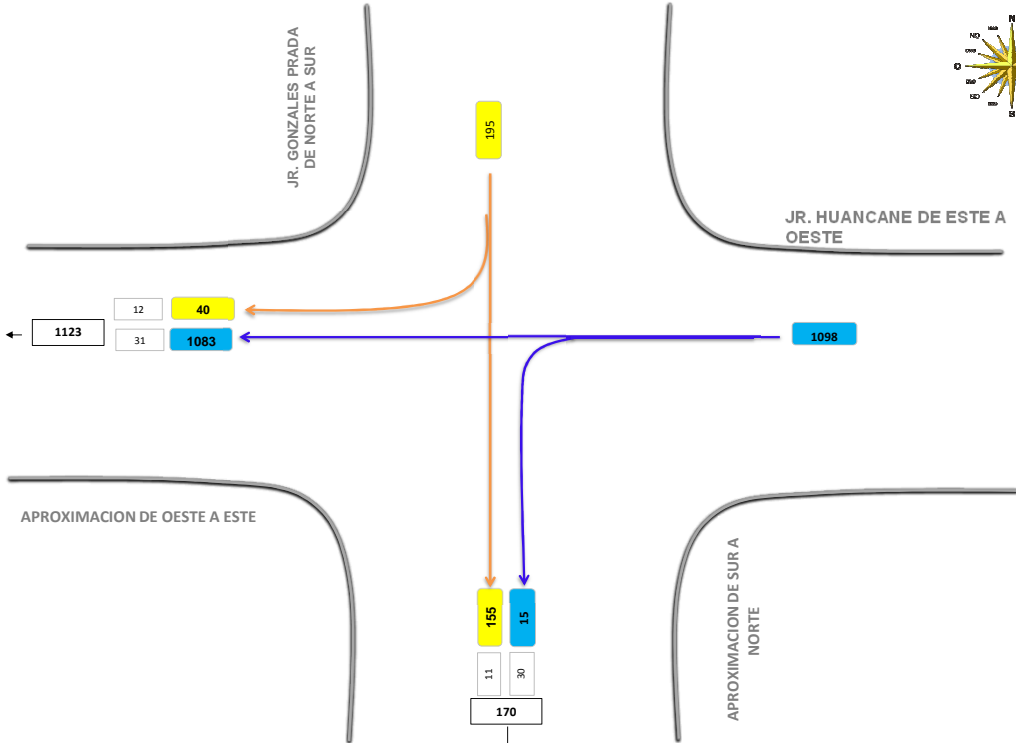 N
NO
O
SO
JR. GONZALES PRADA
DE NORTE A SUR
195
JR. HUANCANE DE ESTE A
OESTE
12
40
1123
31
1083
1098
APROXIMACION DE OESTE A ESTE
APROXIMACION DE SUR A
NORTE
155
15
11
30
170